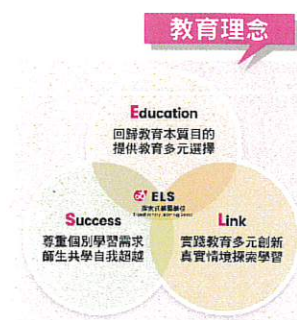 教育理念
Education
回歸教育本質目的
提供教育多元選擇
ELS
Success
尊重個別學習需求
師生共學自我超越
Link
實踐教育多元創新
真實情境探索學習